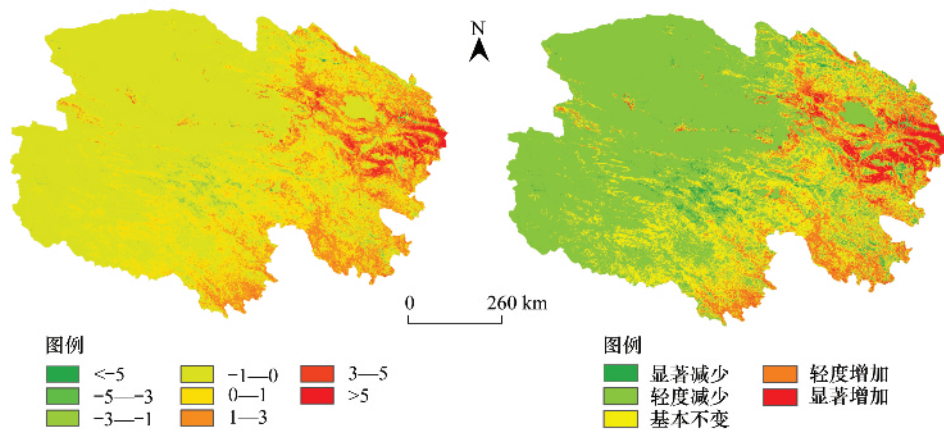 N
0 260 km
图例
<-5
-5—-3
-3—-1
-1—0
0—1
1—3
3—5
>5
图例
显著减少
轻度减少
基本不变
轻度增加
显著增加